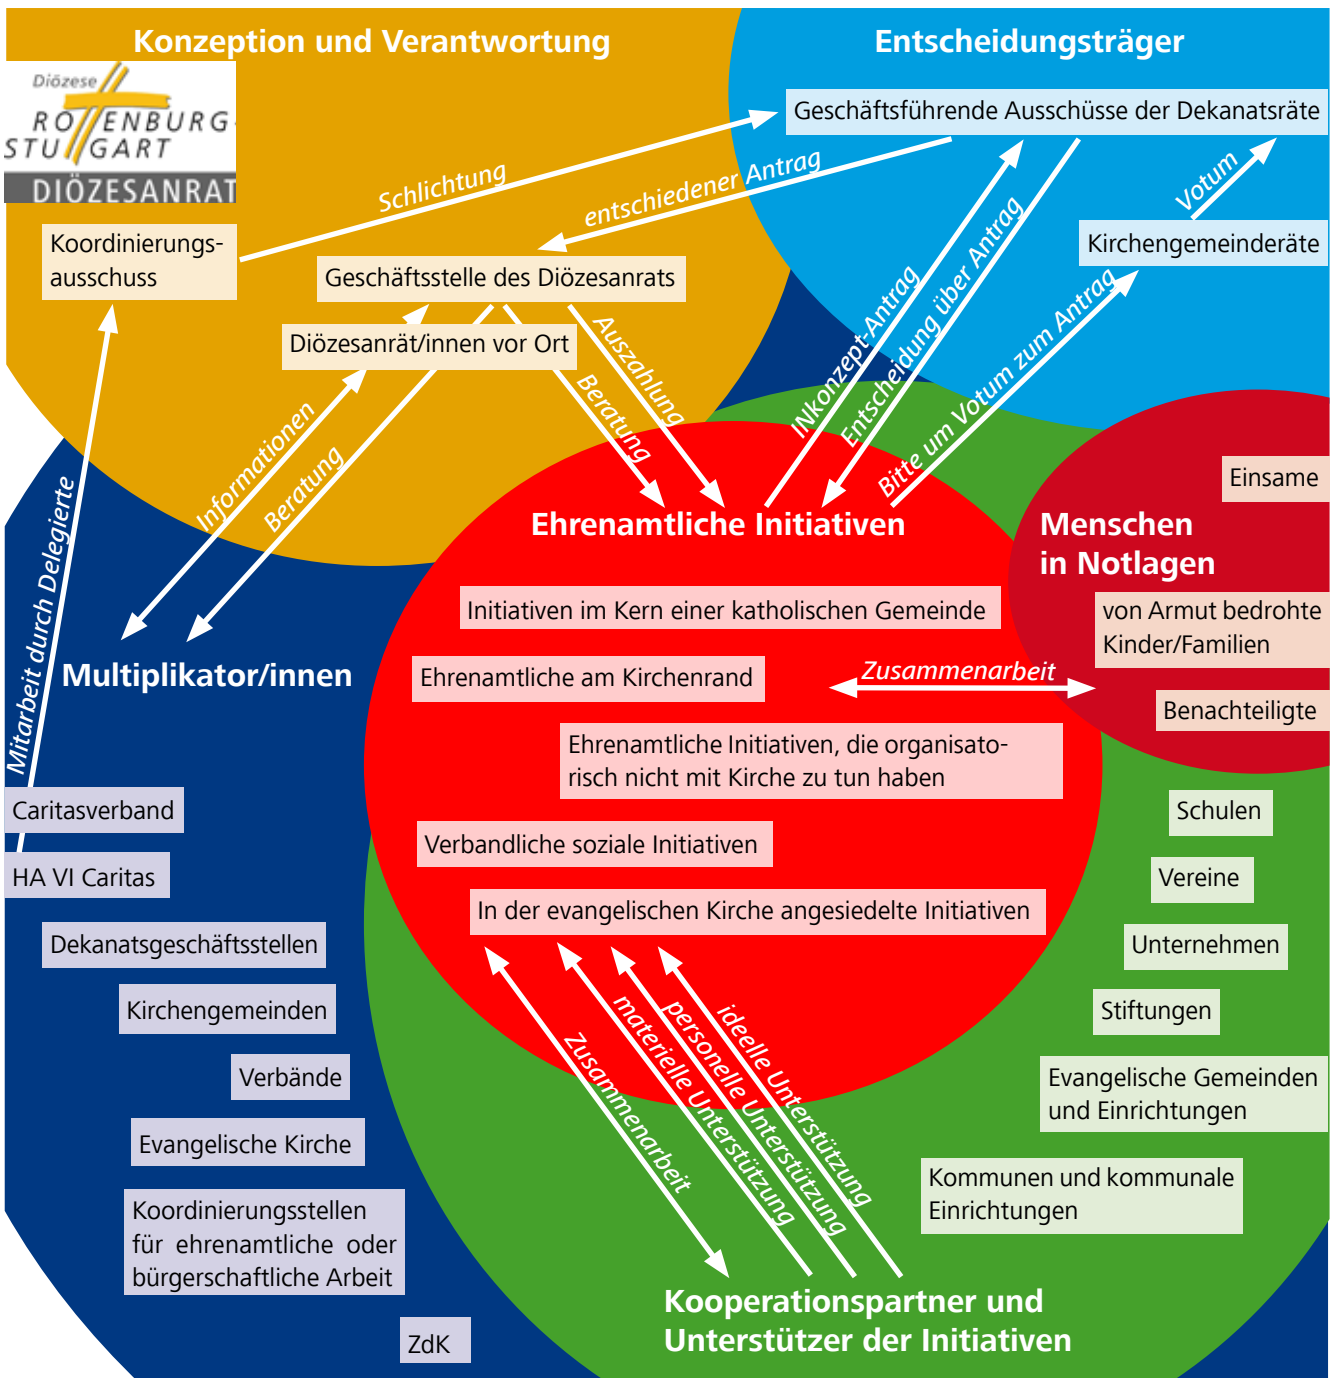 Konzeption und Verantwortung
Entscheidungsträger
Diözese
ROTTENBURG-
STUTTGART
DIÖZESANRAT
Geschäftsführende Ausschüsse der Dekanatsräte
Schlichtung
entschiedener Antrag
Votum
Koordinierungs-
ausschuss
Geschäftsstelle des Diözesanrats
Kirchengemeinderäte
Diözesanrät/innen vor Ort
Auszahlung
Beratung
INkonzept-Antrag
Entscheidung über Antrag
Bitte um Votum zum Antrag
Informationen
Beratung
Mitarbeit durch Delegierte
Einsame
Ehrenamtliche Initiativen
Menschen
in Notlagen
Initiativen im Kern einer katholischen Gemeinde
von Armut bedrohte
Kinder/Familien
Multiplikator/innen
Ehrenamtliche am Kirchenrand
Zusammenarbeit
Benachteiligte
Ehrenamtliche Initiativen, die organisato-
risch nicht mit Kirche zu tun haben
Caritasverband
Schulen
Verbandliche soziale Initiativen
HA VI Caritas
Vereine
In der evangelischen Kirche angesiedelte Initiativen
Dekanatsgeschäftsstellen
Unternehmen
Kirchengemeinden
Stiftungen
Zusammenarbeit
materielle Unterstützung
personelle Unterstützung
ideelle Unterstützung
Verbände
Evangelische Gemeinden
und Einrichtungen
Evangelische Kirche
Kommunen und kommunale
Einrichtungen
Koordinierungsstellen
für ehrenamtliche oder
bürgerschaftliche Arbeit
Kooperationspartner und
Unterstützer der Initiativen
ZdK